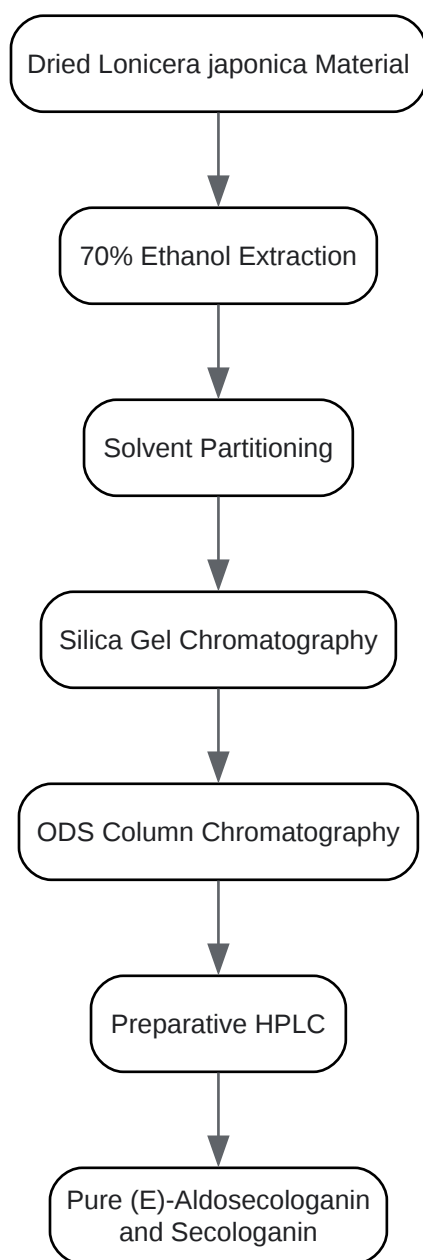 Dried Lonicera japonica Material
70% Ethanol Extraction
Solvent Partitioning
Silica Gel Chromatography
ODS Column Chromatography
Preparative HPLC
Pure (E)-Aldosecologanin
and Secologanin